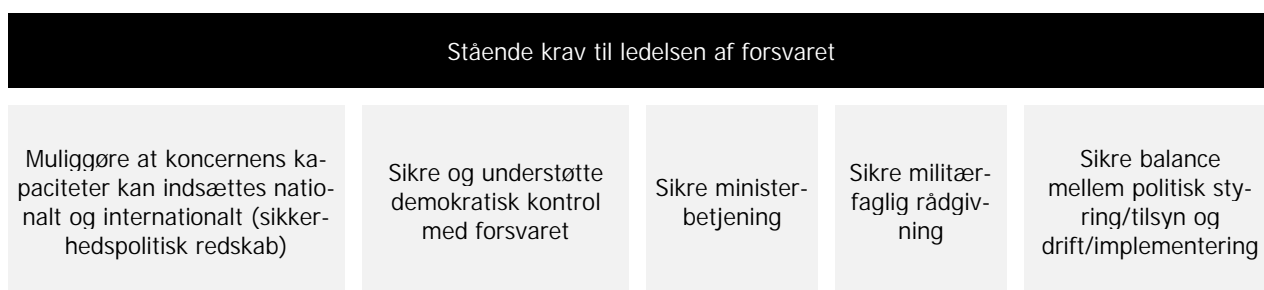 Stående krav til ledelsen af forsvaret
Muliggøre at koncernens ka-
paciteter kan indsættes natio-
nalt og internationalt (sikker-
hedspolitisk redskab)
Sikre og understøtte
demokratisk kontrol
med forsvaret
Sikre minister-
betjening
Sikre militær-
faglig rådgiv-
ning
Sikre balance
mellem politisk sty-
ring/tilsyn og
drift/implementering